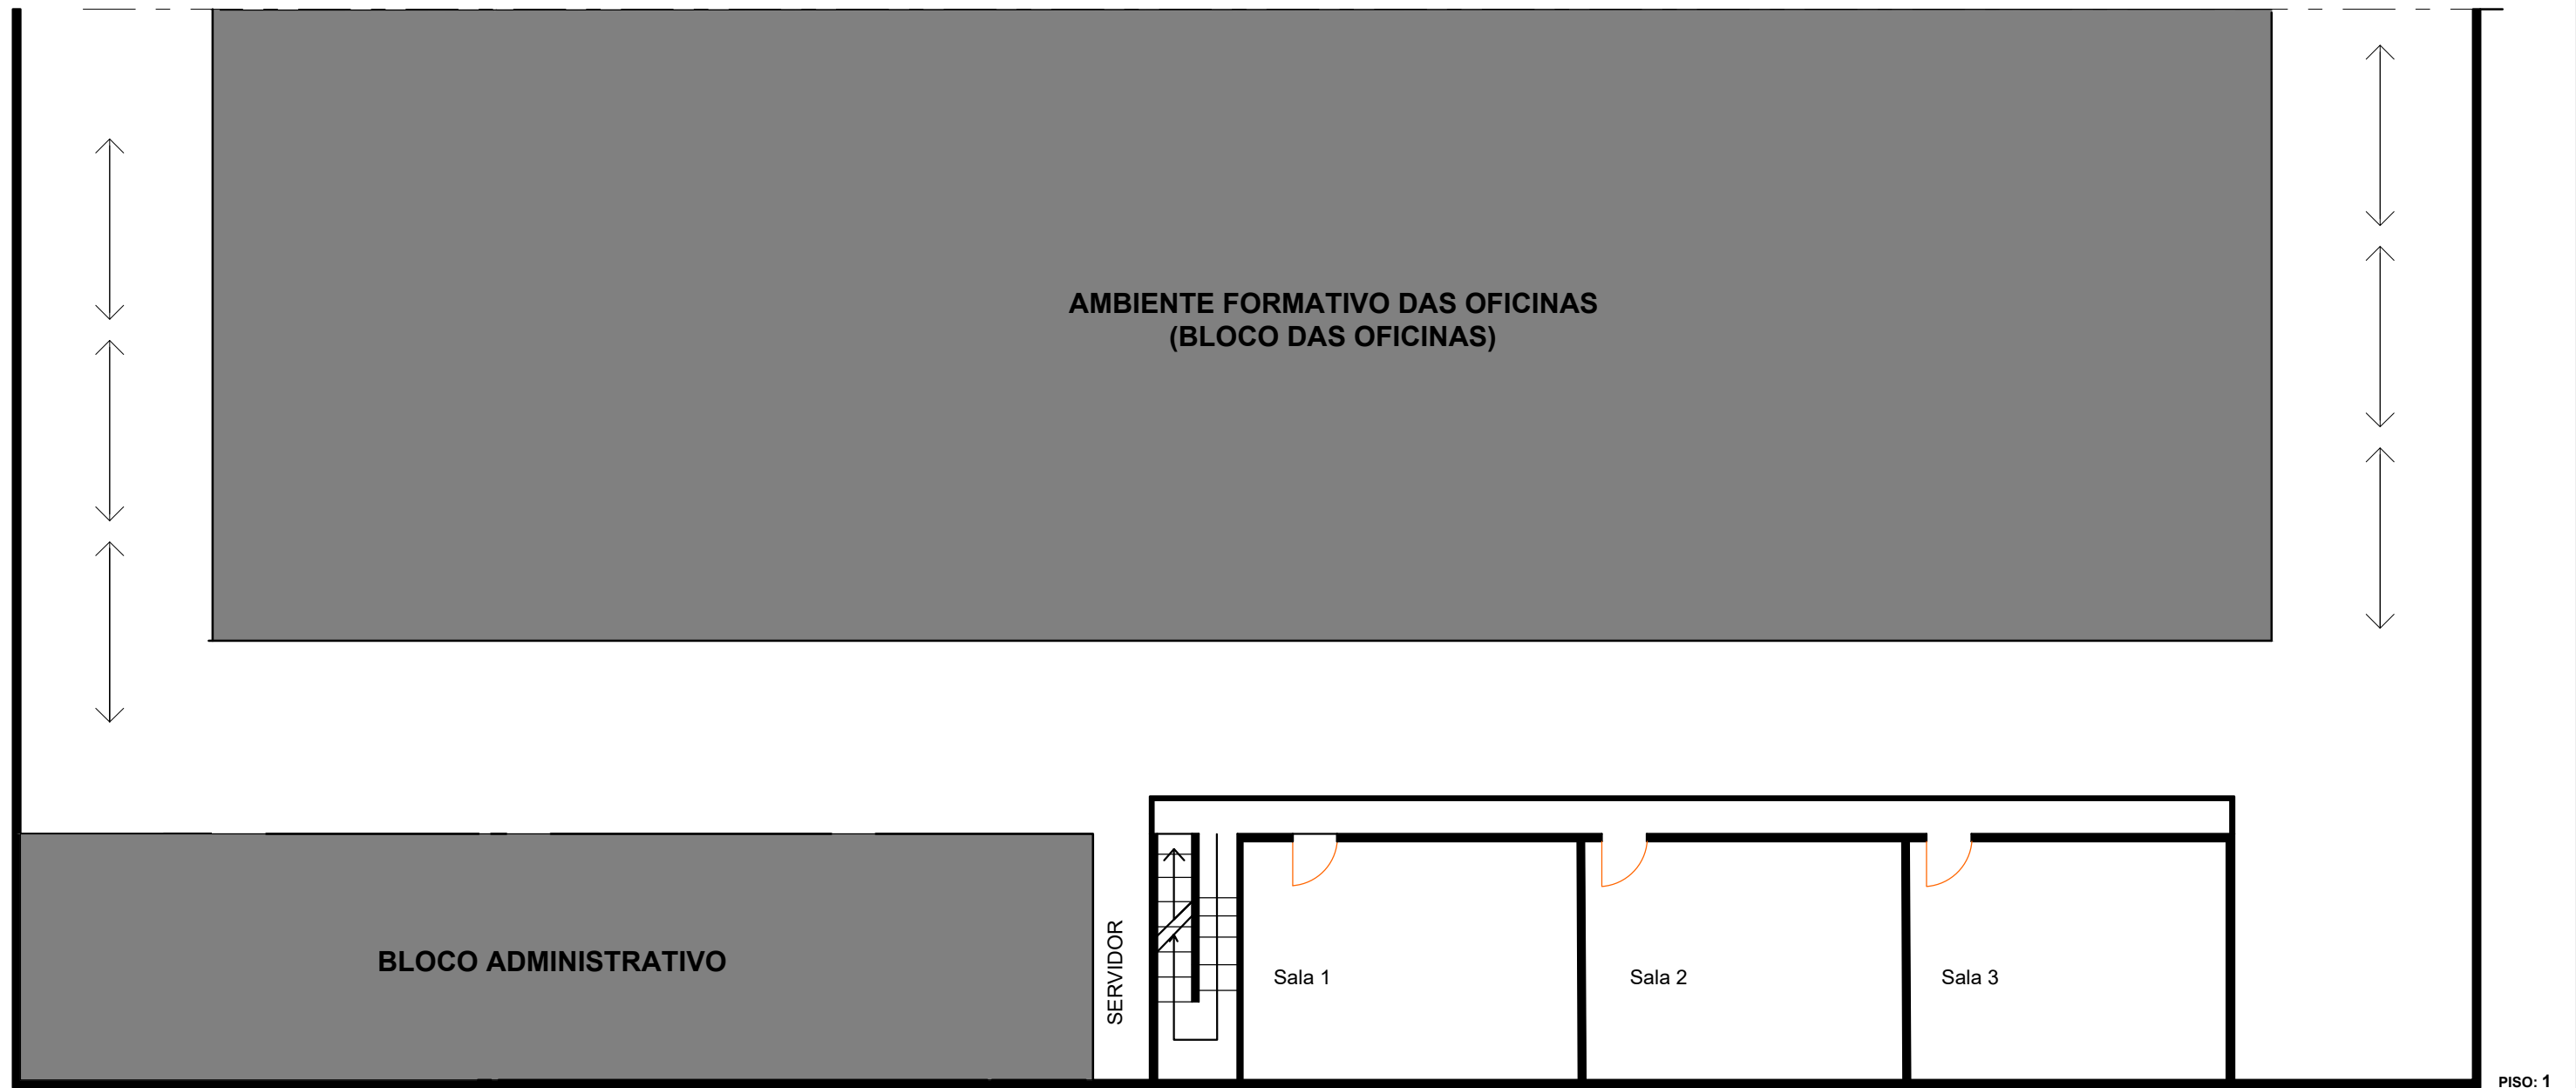 AMBIENTE FORMATIVO DAS OFICINAS
(BLOCO DAS OFICINAS)
BLOCO ADMINISTRATIVO
SERVIDOR
Sala 1
Sala 2
Sala 3
PISO: 1